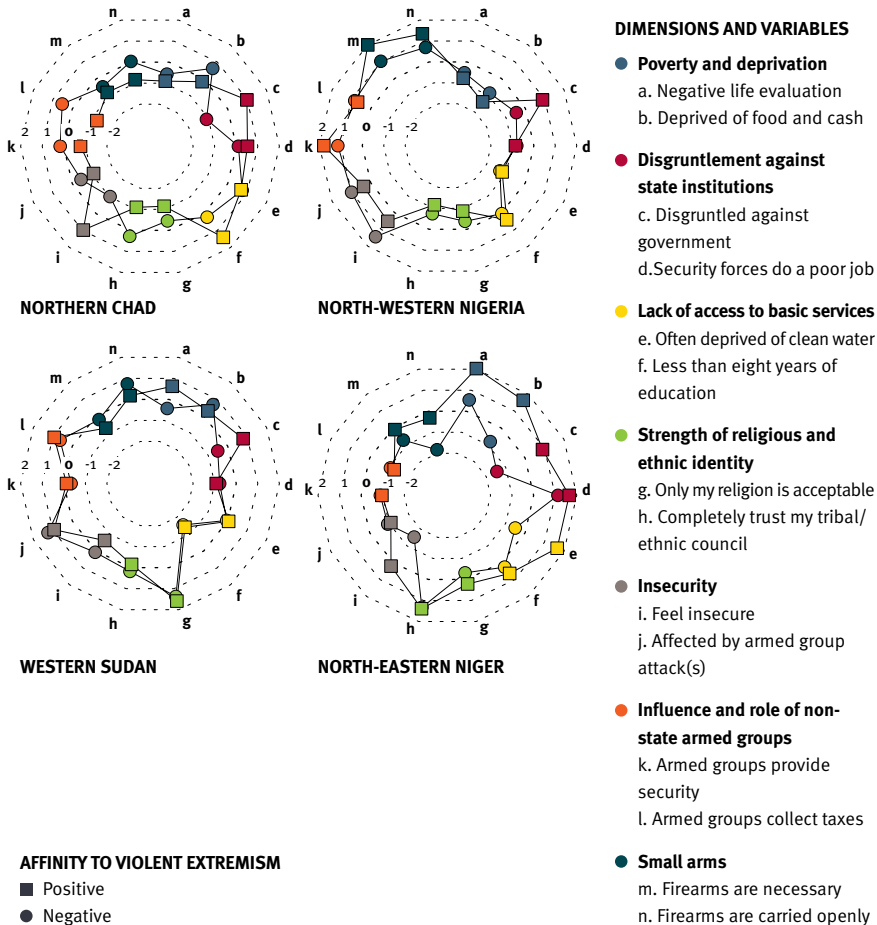 n
a
m
b
l
c
2 1 0 -1 -2
k
d
j
e
i
f
h
g
NORTHERN CHAD
n
a
m
b
l
c
2 1 0 -1 -2
k
d
j
e
i
f
h
g
NORTH-WESTERN NIGERIA
n
a
m
b
l
c
2 1 0 -1 -2
k
d
j
e
i
f
h
g
WESTERN SUDAN
n
a
m
b
l
c
2 1 0 -1 -2
k
d
j
e
i
f
h
g
NORTH-EASTERN NIGER
AFFINITY TO VIOLENT EXTREMISM
Positive
Negative
DIMENSIONS AND VARIABLES
Poverty and deprivation
a. Negative life evaluation
b. Deprived of food and cash
Disgruntlement against
state institutions
c. Disgruntled against
government
d.Security forces do a poor job
Lack of access to basic services
e. Often deprived of clean water
f. Less than eight years of
education
Strength of religious and
ethnic identity
g. Only my religion is acceptable
h. Completely trust my tribal/
ethnic council
Insecurity
i. Feel insecure
j. Affected by armed group
attack(s)
Influence and role of non-
state armed groups
k. Armed groups provide
security
l. Armed groups collect taxes
Small arms
m. Firearms are necessary
n. Firearms are carried openly